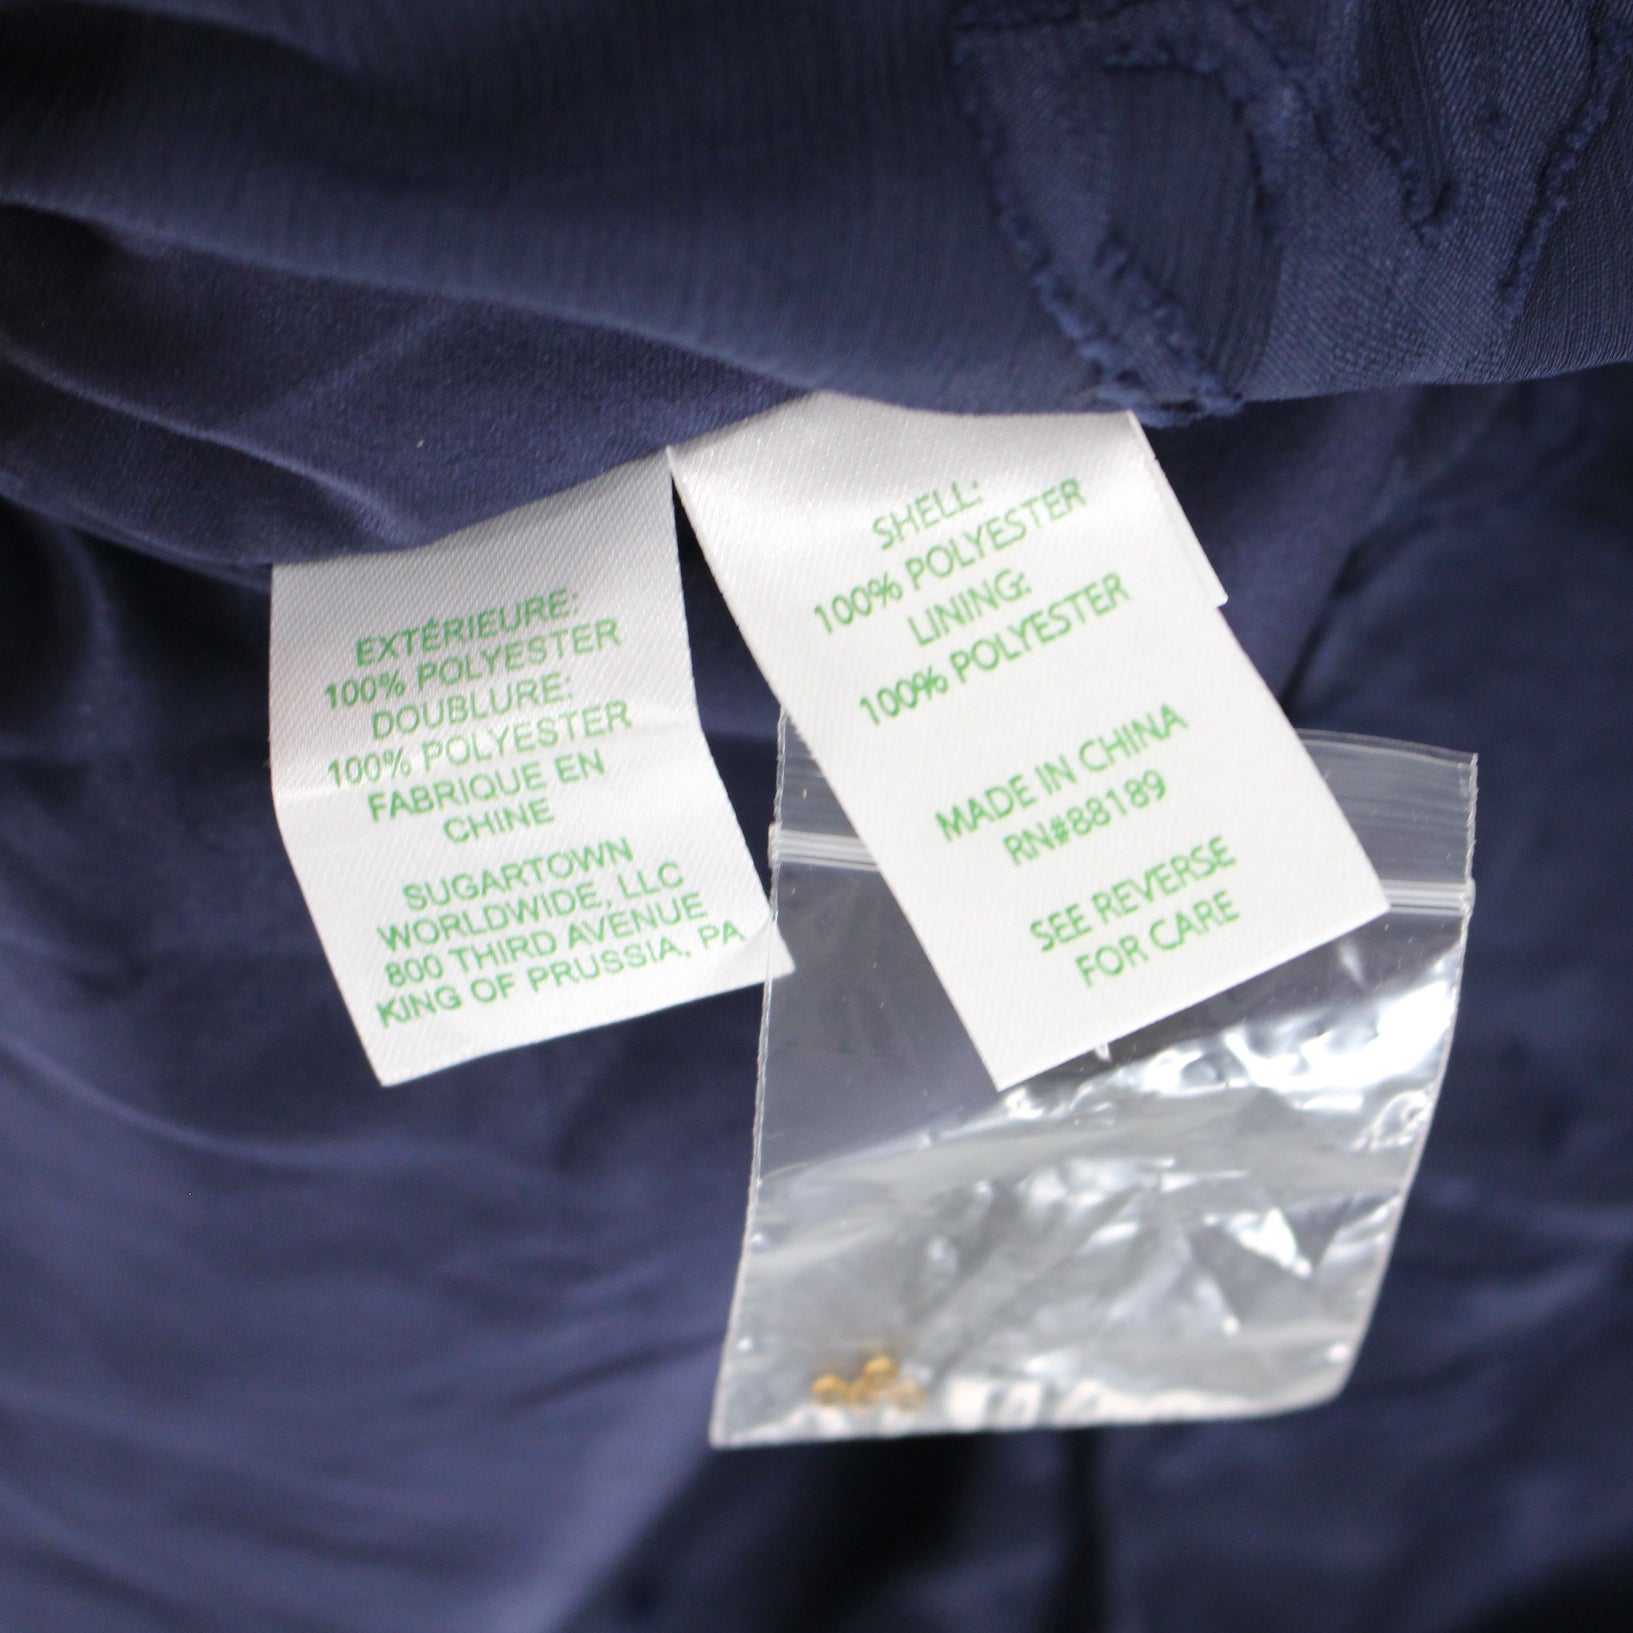 EXTÉRIEURE:
100% POLYESTER
DOUBLURE:
100% POLYESTER
FABRIQUE EN
CHINE
SUGARTOWN
WORLDWIDE, LLC
800 THIRD AVENUE
KING OF PRUSSIA, PA
SHELL:
100% POLYESTER
LINING:
100% POLYESTER
MADE IN CHINA
RN#88189
SEE REVERSE
FOR CARE